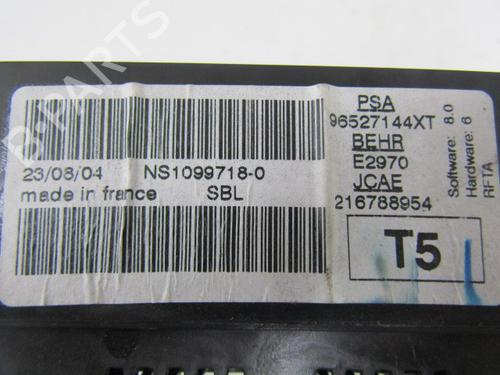 23/08/04
NS1099718-0
made in france
SBL
PSA
96527144XT
BEHR
E2970
JCAE
216788954
T5
Software: 8.0
Hardware: 6
RFTA
B-PARTS